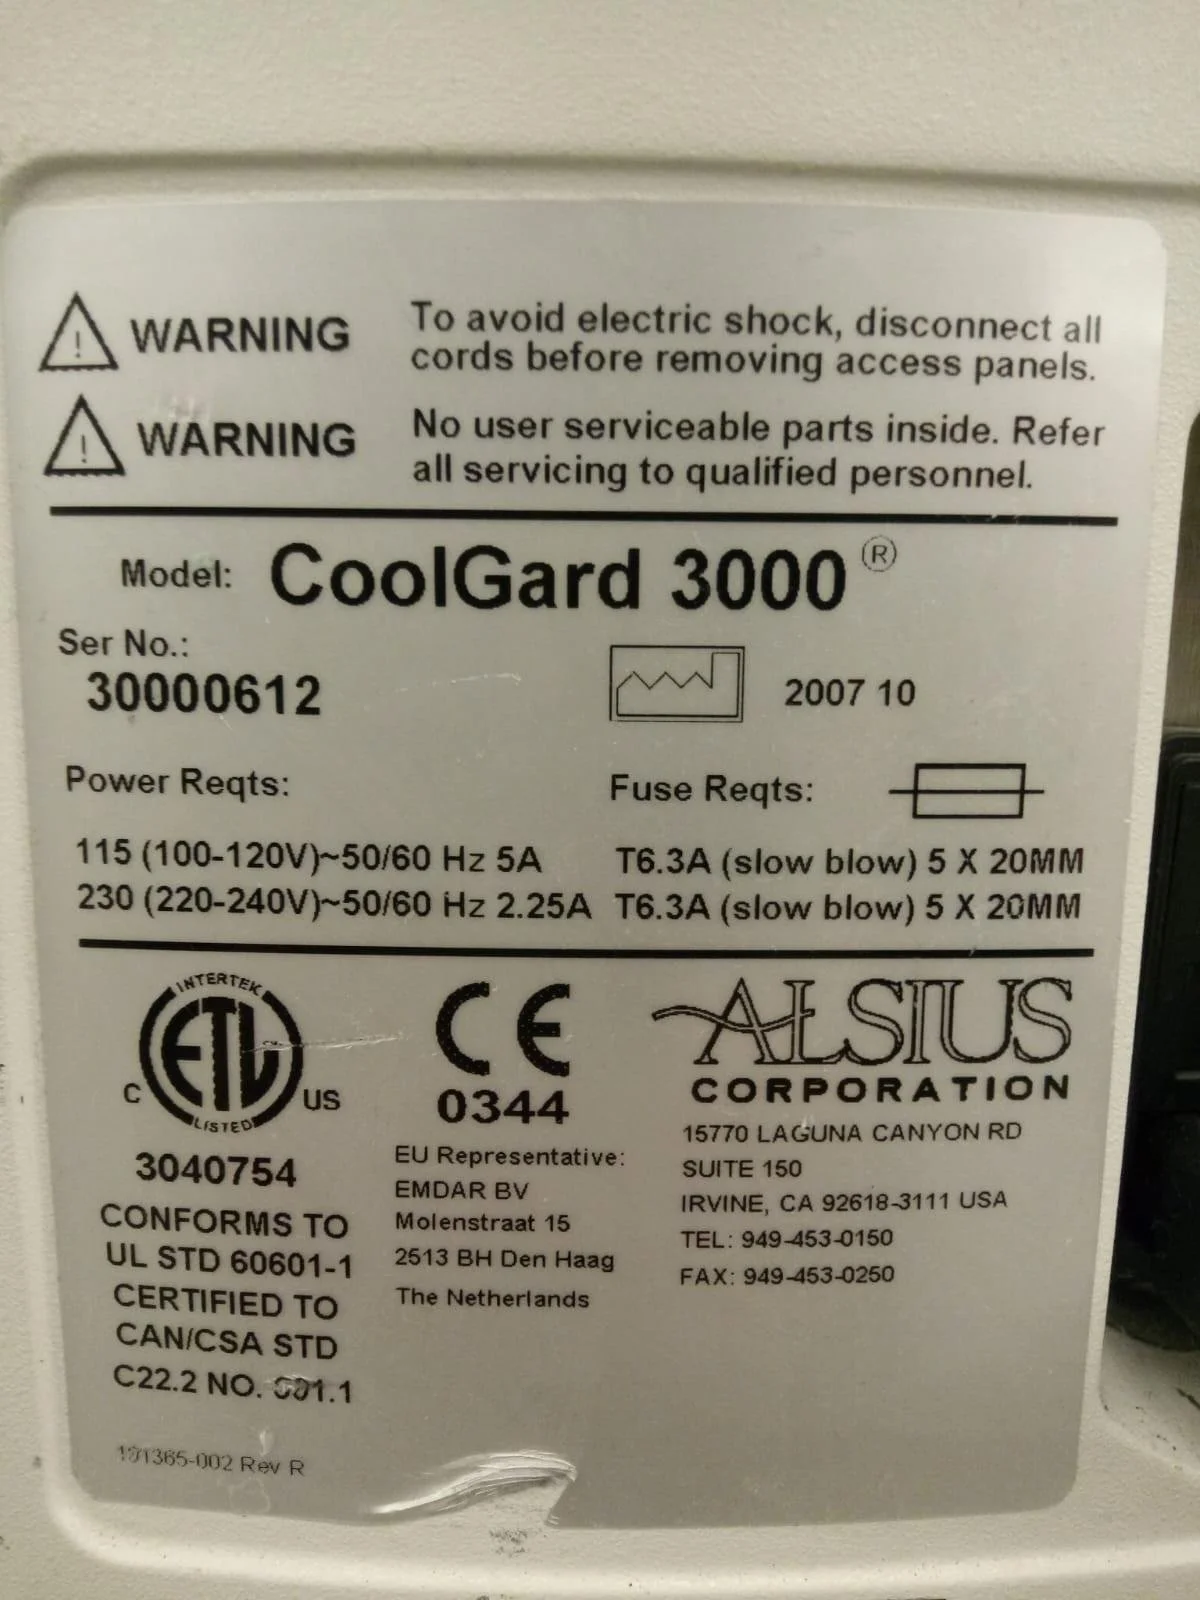 WARNING To avoid electric shock, disconnect all
cords before removing access panels.
WARNING No user serviceable parts inside. Refer
all servicing to qualified personnel.
Model: CoolGard 3000 ®
Ser No.:
30000612
2007 10
Power Reqts:
Fuse Reqts:
115 (100-120V)~50/60 Hz 5A T6.3A (slow blow) 5 X 20MM
230 (220-240V)~50/60 Hz 2.25A T6.3A (slow blow) 5 X 20MM
INTERTEK
ETL
C US
LISTED
3040754
CONFORMS TO
UL STD 60601-1
CERTIFIED TO
CAN/CSA STD
C22.2 NO.
CE
0344
EU Representative:
EMDAR BV
Molenstraat 15
2513 BH Den Haag
The Netherlands
ALSIUS
CORPORATION
15770 LAGUNA CANYON RD
SUITE 150
IRVINE, CA 92618-3111 USA
TEL: 949-453-0150
FAX: 949-453-0250
Rev R